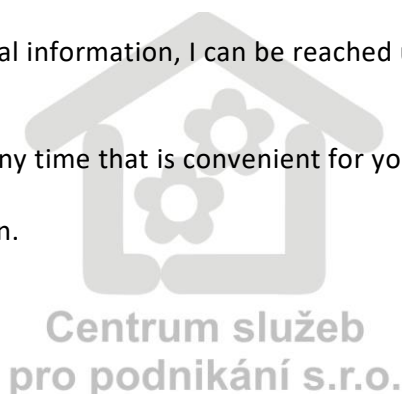 al information, I can be reached
ny time that is convenient for yo
n.
Centrum služeb
pro podnikání s.r.o.